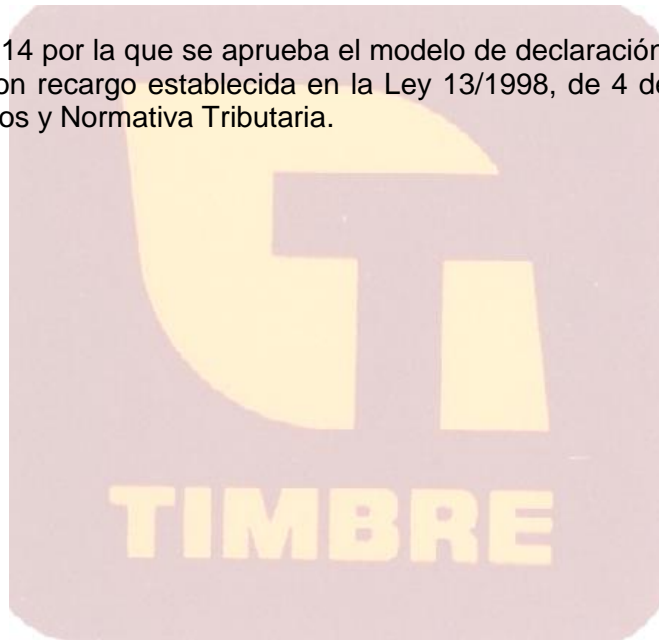 14 por la que se aprueba el modelo de declaración
on recargo establecida en la Ley 13/1998, de 4 de
os y Normativa Tributaria.
TIMBRE